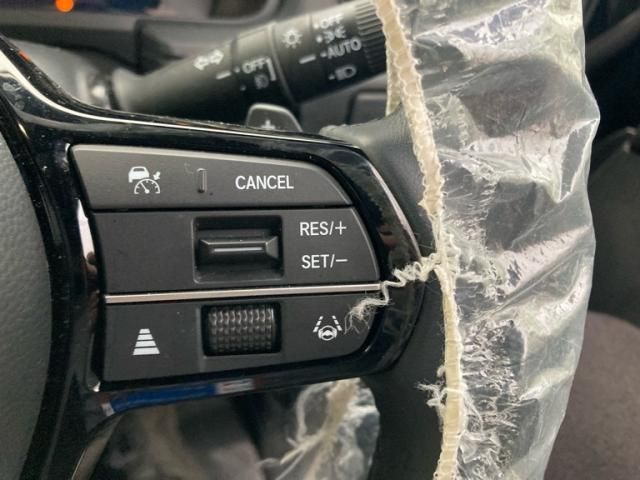 OFF
AUTO
OFF
CANCEL
RES/+
SET/−